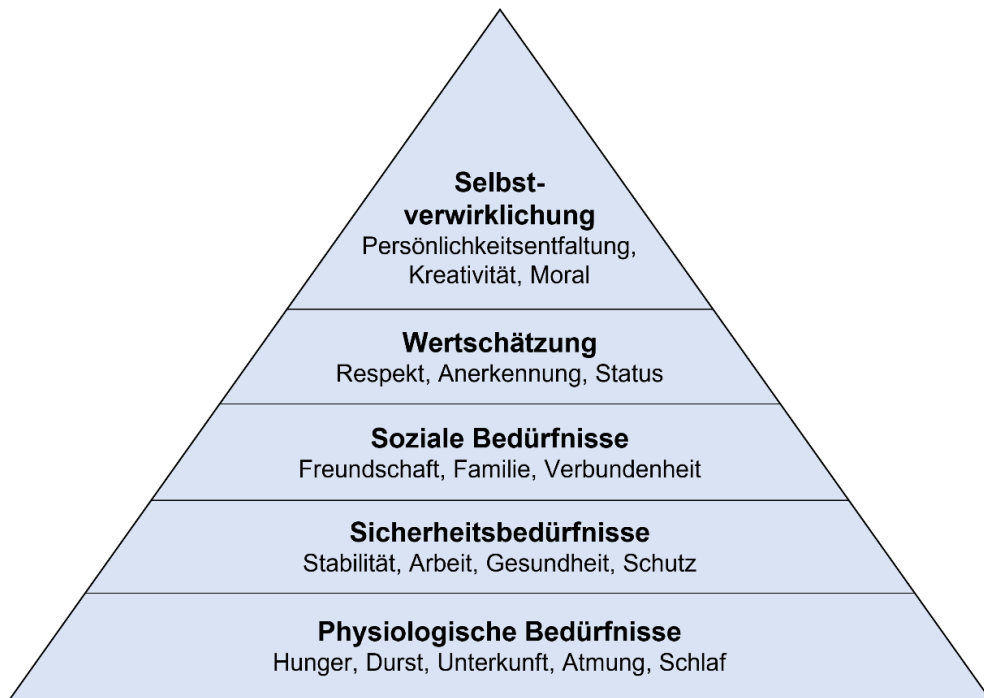 Selbst-
verwirklichung
Persönlichkeitsentfaltung,
Kreativität, Moral
Wertschätzung
Respekt, Anerkennung, Status
Soziale Bedürfnisse
Freundschaft, Familie, Verbundenheit
Sicherheitsbedürfnisse
Stabilität, Arbeit, Gesundheit, Schutz
Physiologische Bedürfnisse
Hunger, Durst, Unterkunft, Atmung, Schlaf